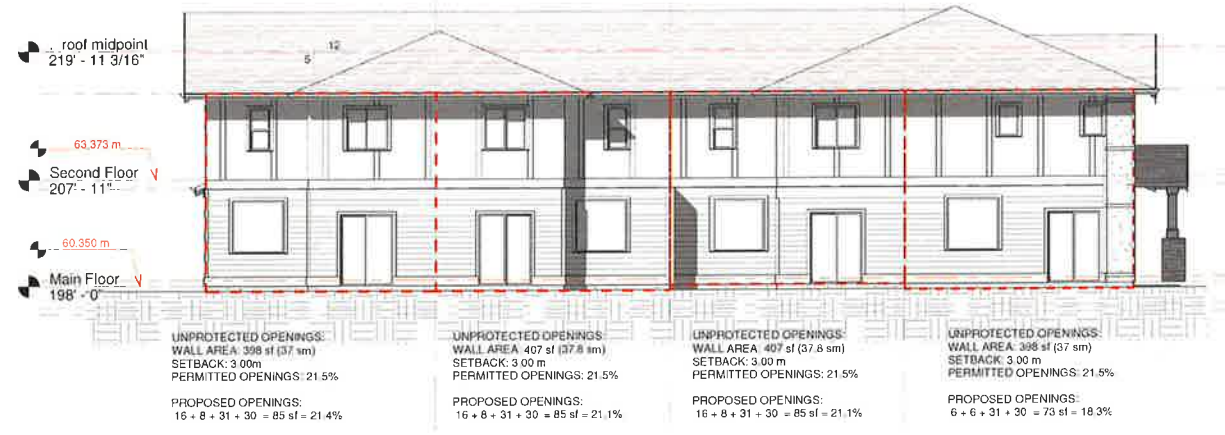 . roof midpoint
219' - 11 3/16"
12
5
63.373 m
Second Floor
207' - 11"
60.350 m
Main Floor
198' - 0"
UNPROTECTED OPENINGS:
WALL AREA: 398 sf (37 sm)
SETBACK: 3.00m
PERMITTED OPENINGS: 21.5%
PROPOSED OPENINGS:
16 + 8 + 31 + 30 = 85 sf = 21.4%
UNPROTECTED OPENINGS:
WALL AREA: 407 sf (37.8 sm)
SETBACK: 3.00 m
PERMITTED OPENINGS: 21.5%
PROPOSED OPENINGS:
16 + 8 + 31 + 30 = 85 sf = 21.1%
UNPROTECTED OPENINGS:
WALL AREA: 407 sf (37.8 sm)
SETBACK: 3.00 m
PERMITTED OPENINGS: 21.5%
PROPOSED OPENINGS:
16 + 8 + 31 + 30 = 85 sf = 21.1%
UNPROTECTED OPENINGS:
WALL AREA: 398 sf (37 sm)
SETBACK: 3.00 m
PERMITTED OPENINGS: 21.5%
PROPOSED OPENINGS:
6 + 6 + 31 + 30 = 73 sf = 18.3%